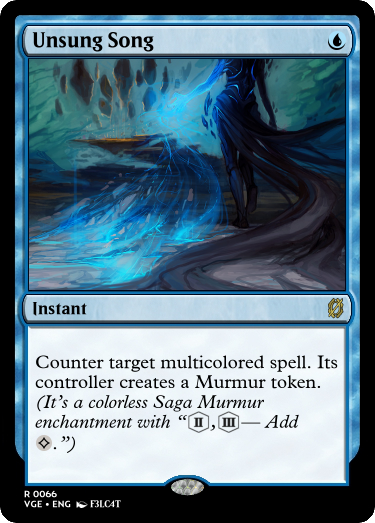 Unsung Song
Instant
Counter target multicolored spell. Its
controller creates a Murmur token.
(It's a colorless Saga Murmur
enchantment with “II, III— Add
.”)
R 0066
VGE • ENG F3LC4T